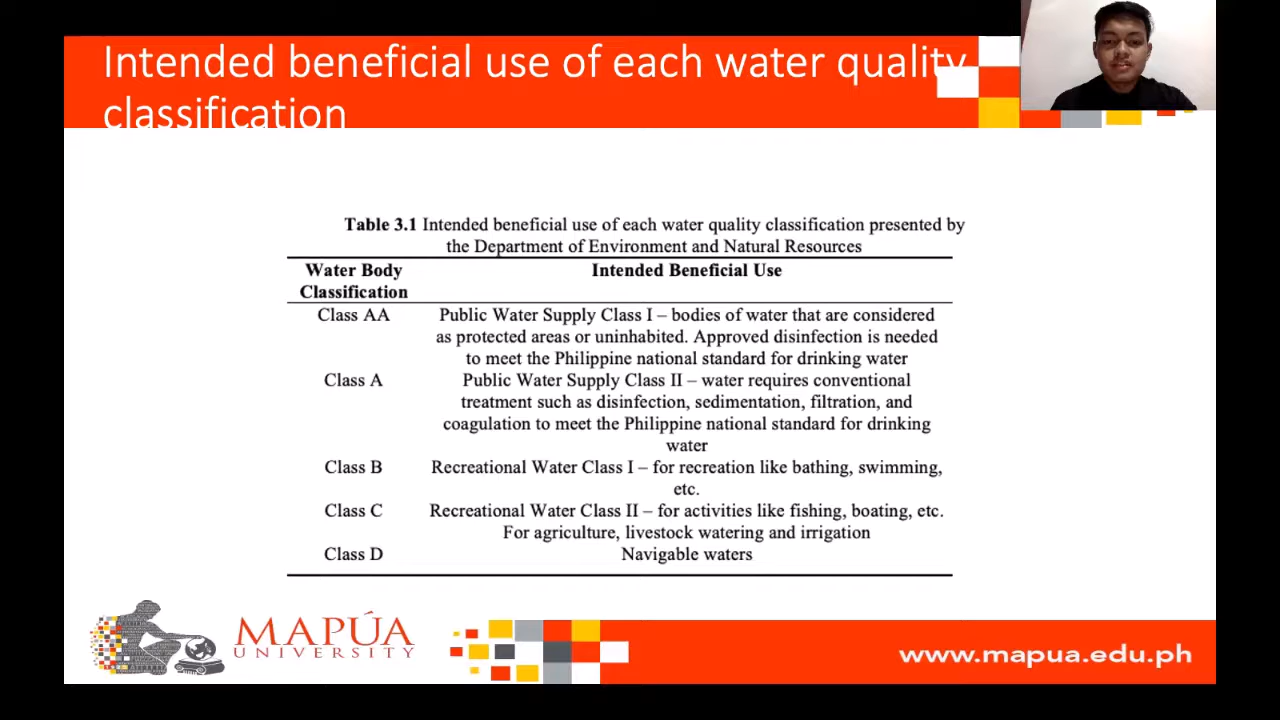 Intended beneficial use of each water quality
classification
Table 3.1 Intended beneficial use of each water quality classification presented by
the Department of Environment and Natural Resources
Water Body Intended Beneficial Use
Classification
Class AA Public Water Supply Class I – bodies of water that are considered
as protected areas or uninhabited. Approved disinfection is needed
to meet the Philippine national standard for drinking water
Class A Public Water Supply Class II – water requires conventional
treatment such as disinfection, sedimentation, filtration, and
coagulation to meet the Philippine national standard for drinking
water
Class B Recreational Water Class I – for recreation like bathing, swimming,
etc.
Class C Recreational Water Class II – for activities like fishing, boating, etc.
For agriculture, livestock watering and irrigation
Class D Navigable waters
MAPÚA
UNIVERSITY
www.mapua.edu.ph